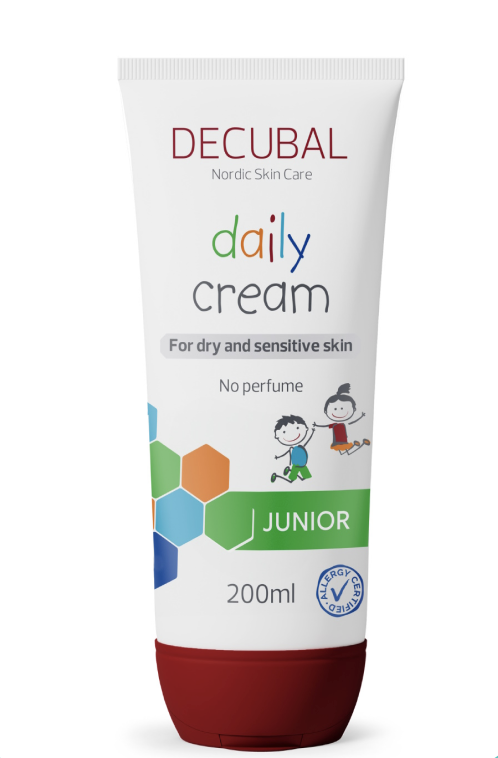 DECUBAL
Nordic Skin Care
daily
cream
For dry and sensitive skin
No perfume
JUNIOR
200ml
ALLERGY CERTIFIED